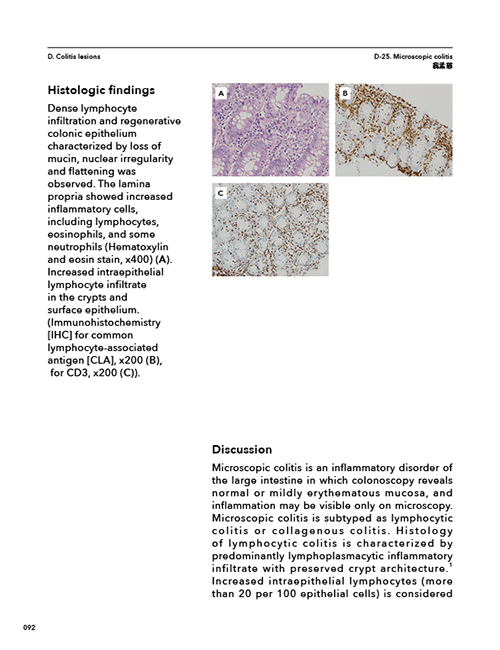 D. Colitis lesions
D-25. Microscopic colitis
Histologic findings
Dense lymphocyte
infiltration and regenerative
colonic epithelium
characterized by loss of
mucin, nuclear irregularity
and flattening was
observed. The lamina
propria showed increased
inflammatory cells,
including lymphocytes,
eosinophils, and some
neutrophils (Hematoxylin
and eosin stain, x400) (A).
Increased intraepithelial
lymphocyte infiltrate
in the crypts and
surface epithelium.
(Immunohistochemistry
[IHC] for common
lymphocyte-associated
antigen [CLA], x200 (B),
for CD3, x200 (C)).
A
B
C
Discussion
Microscopic colitis is an inflammatory disorder of
the large intestine in which colonoscopy reveals
normal or mildly erythematous mucosa, and
inflammation may be visible only on microscopy.
Microscopic colitis is subtyped as lymphocytic
colitis or collagenous colitis. Histology
of lymphocytic colitis is characterized by
predominantly lymphoplasmacytic inflammatory
infiltrate with preserved crypt architecture.1
Increased intraepithelial lymphocytes (more
than 20 per 100 epithelial cells) is considered
092